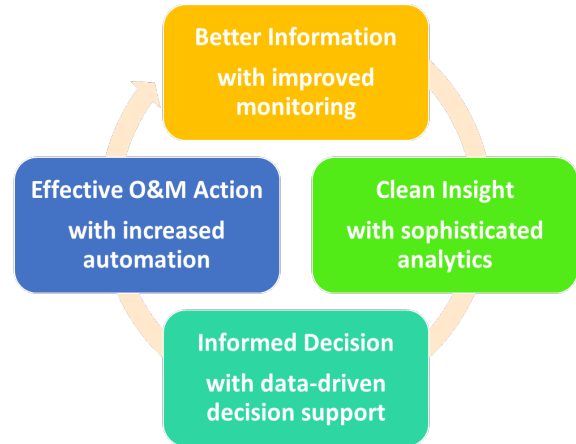 Better Information
with improved
monitoring
Clean Insight
with sophisticated
analytics
Informed Decision
with data-driven
decision support
Effective O&M Action
with increased
automation